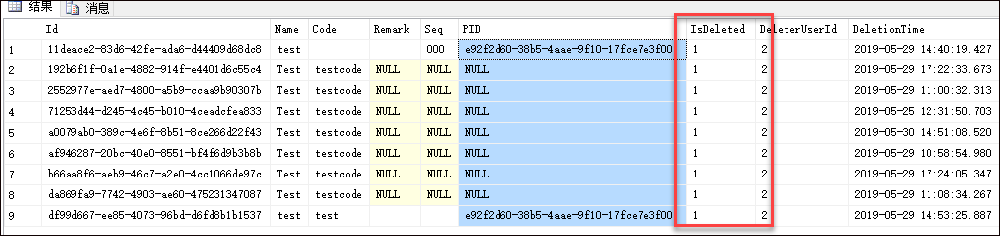 结果 消息
Id Name Code Remark Seq PID IsDeleted DeleterUserId DeletionTime
1 11deace2-83d6-42fe-ada6-d44409d68dc8 test 000 e92f2d60-38b5-4aae-9f10-17fce7e3f00 1 2 2019-05-29 14:40:19.427
2 192b6f1f-0a1e-4882-914f-e4401d6c55c4 Test testcode NULL NULL NULL 1 2 2019-05-29 17:22:33.673
3 2552977e-aed7-4800-a5b9-ccaa9b90307b Test testcode NULL NULL NULL 1 2 2019-05-29 11:00:32.313
4 71253d44-d245-4c45-b010-4ceadcfea833 Test testcode NULL NULL NULL 1 2 2019-05-25 12:31:50.703
5 a0079ab0-389c-4e6f-8b51-8ce266d22f43 Test testcode NULL NULL NULL 1 2 2019-05-30 14:51:08.520
6 af946287-20bc-40e0-8551-bf4f6d9b3b8b Test testcode NULL NULL NULL 1 2 2019-05-29 10:58:54.980
7 b66aa8f6-aeb9-46c7-a2e0-4cc1066de97c Test testcode NULL NULL NULL 1 2 2019-05-29 17:24:05.347
8 da869fa9-7742-4903-ae60-475231347087 Test testcode NULL NULL NULL 1 2 2019-05-29 11:08:34.267
9 df99d667-ee85-4073-96bd-d6fd8b1b1537 test test e92f2d60-38b5-4aae-9f10-17fce7e3f00 1 2 2019-05-29 14:53:25.887